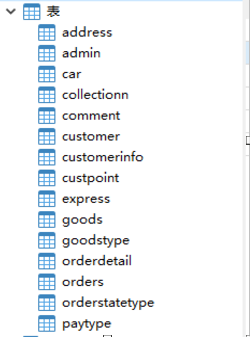 表
address
admin
car
collectionn
comment
customer
customerinfo
custpoint
express
goods
goodstype
orderdetail
orders
orderstatetype
paytype